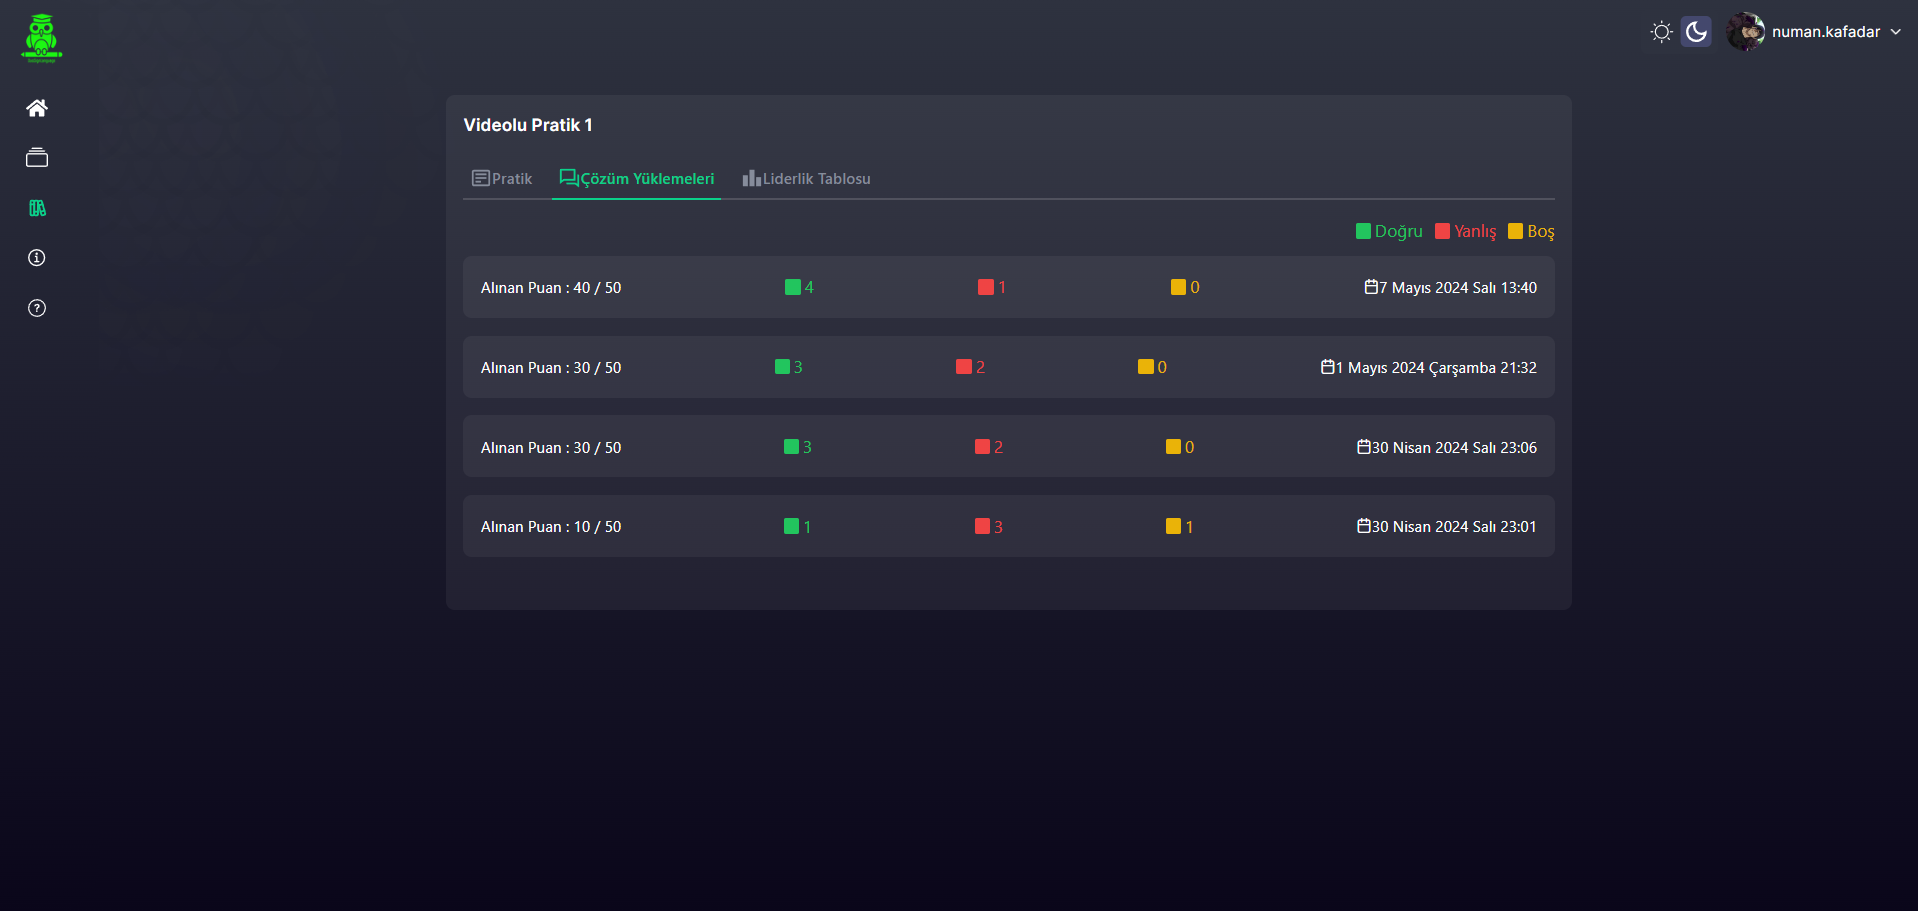 numan.kafadar
Videolu Pratik 1
Pratik Çözüm Yüklemeleri Liderlik Tablosu
Doğru Yanlış Boş
Alınan Puan : 40 / 50 4 1 0 7 Mayıs 2024 Salı 13:40
Alınan Puan : 30 / 50 3 2 0 1 Mayıs 2024 Çarşamba 21:32
Alınan Puan : 30 / 50 3 2 0 30 Nisan 2024 Salı 23:06
Alınan Puan : 10 / 50 1 3 1 30 Nisan 2024 Salı 23:01